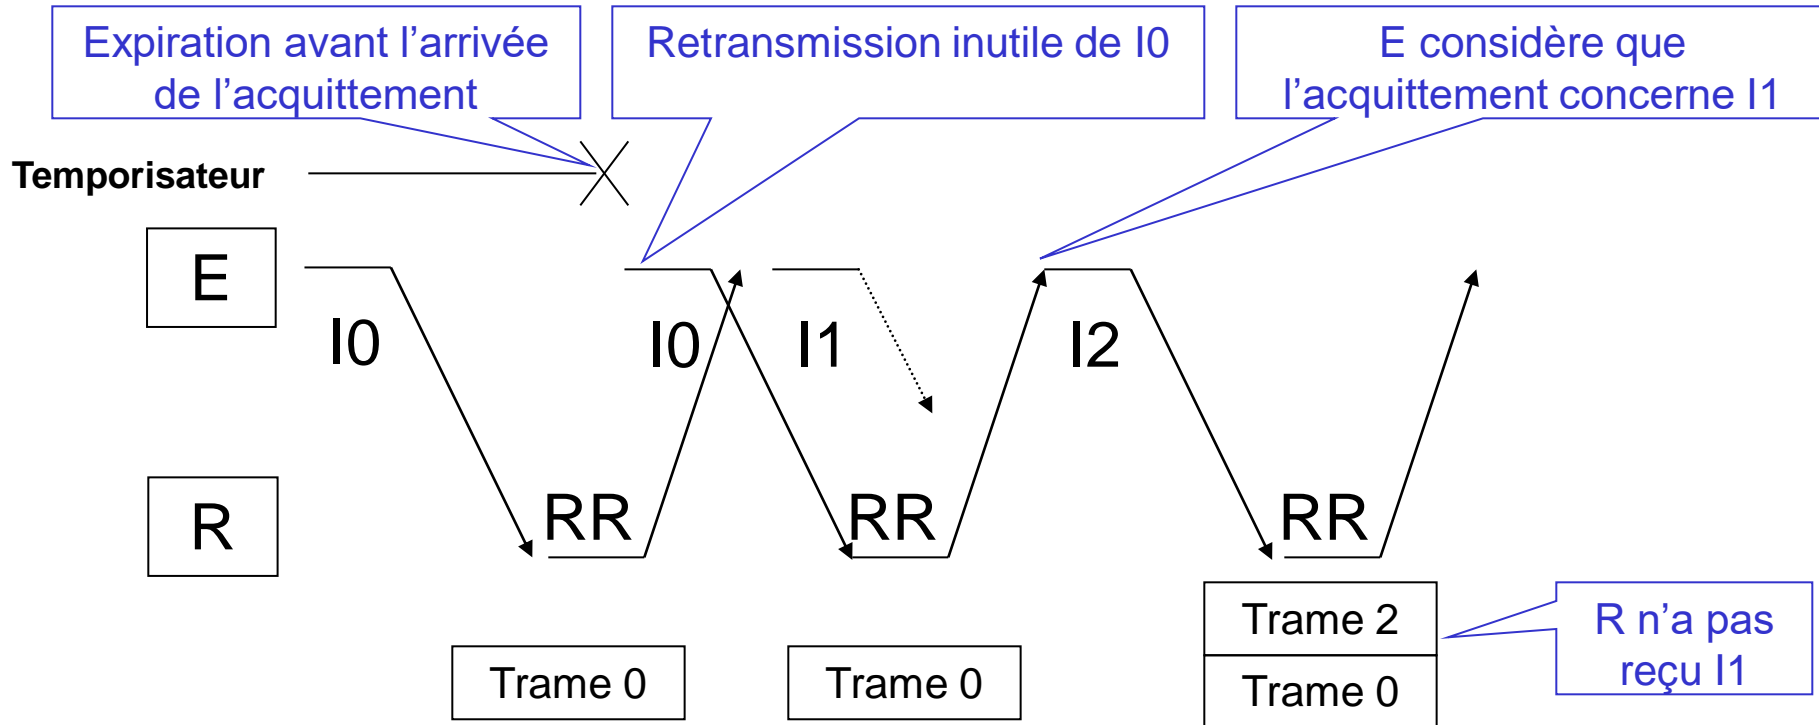 Expiration avant l’arrivée
de l’acquittement
Retransmission inutile de I0
E considère que
l’acquittement concerne I1
Temporisateur
E
I0
I0
I1
I2
R
RR
RR
RR
Trame 0
Trame 0
Trame 2
Trame 0
R n’a pas
reçu I1